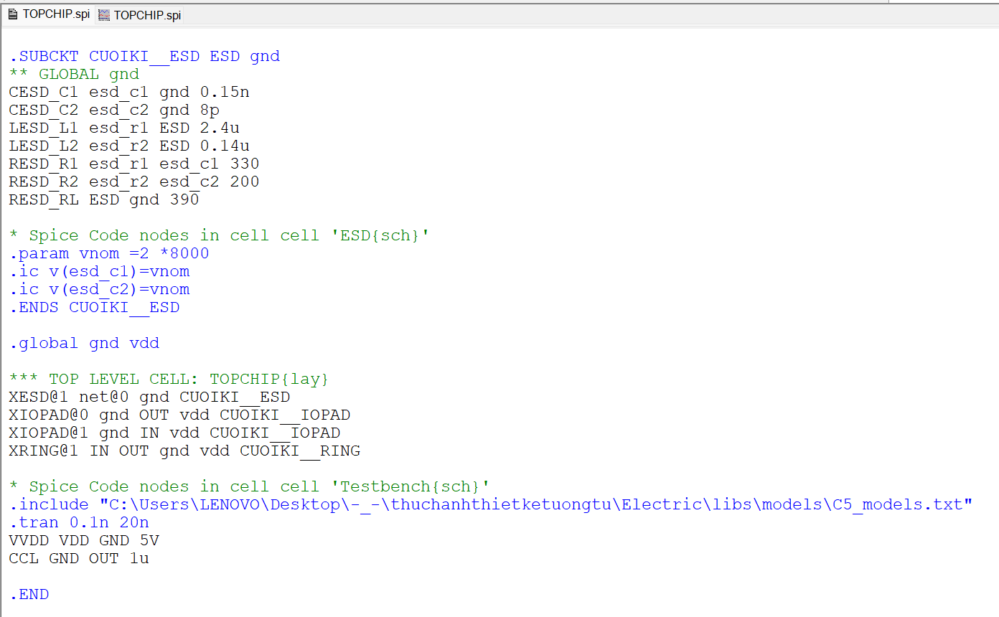 TOPCHIP.spi TOPCHIP.spi
.SUBCKT CUOIKI__ESD ESD gnd
** GLOBAL gnd
CESD_C1 esd_c1 gnd 0.15n
CESD_C2 esd_c2 gnd 8p
LESD_L1 esd_r1 ESD 2.4u
LESD_L2 esd_r2 ESD 0.14u
RESD_R1 esd_r1 esd_c1 330
RESD_R2 esd_r2 esd_c2 200
RESD_RL ESD gnd 390
* Spice Code nodes in cell cell 'ESD{sch}'
.param vnom =2 *8000
.ic v(esd_c1)=vnom
.ic v(esd_c2)=vnom
.ENDS CUOIKI__ESD
.global gnd vdd
*** TOP LEVEL CELL: TOPCHIP{lay}
XESD@1 net@0 gnd CUOIKI__ESD
XIOPAD@0 gnd OUT vdd CUOIKI__IOPAD
XIOPAD@1 gnd IN vdd CUOIKI__IOPAD
XRING@1 IN OUT gnd vdd CUOIKI__RING
* Spice Code nodes in cell cell 'Testbench{sch}'
.include "C:\Users\LENOVO\Desktop\-_-\thuchanhthietketuongtu\Electric\libs\models\C5_models.txt"
.tran 0.1n 20n
VVDD VDD GND 5V
CCL GND OUT 1u
.END